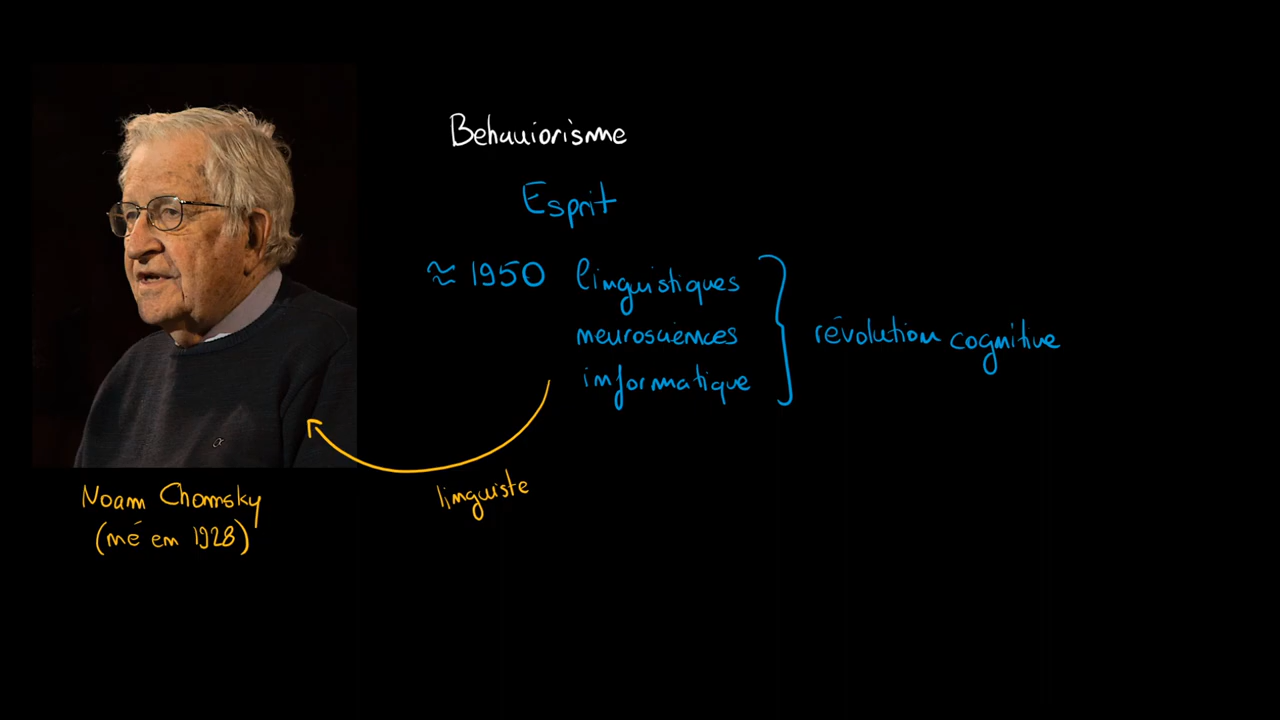 Behaviorisme
Esprit
≈ 1950 linguistiques
neurosciences
informatique
révolution cognitive
linguiste
Noam Chomsky
(né en 1928)